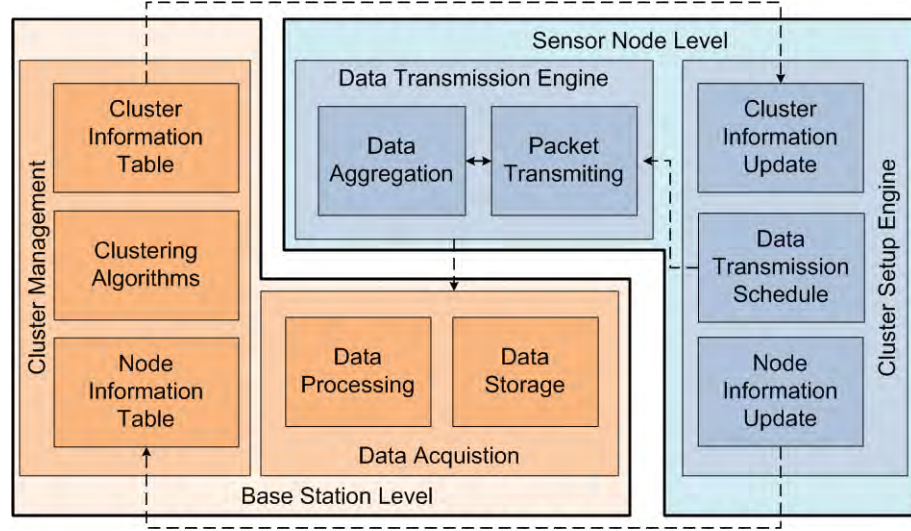 Sensor Node Level
Data Transmission Engine
Data
Aggregation
Packet
Transmiting
Cluster Setup Engine
Cluster
Information
Update
Data
Transmission
Schedule
Node
Information
Update
Cluster Management
Cluster
Information
Table
Clustering
Algorithms
Node
Information
Table
Data
Processing
Data
Storage
Data Acquistion
Base Station Level